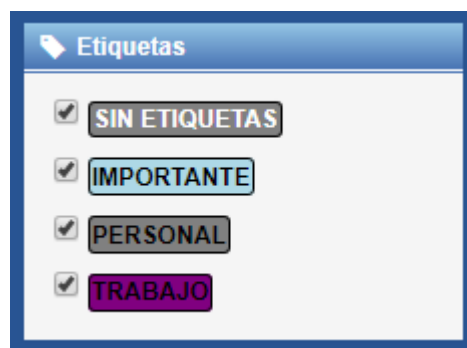 Etiquetas
SIN ETIQUETAS
IMPORTANTE
PERSONAL
TRABAJO